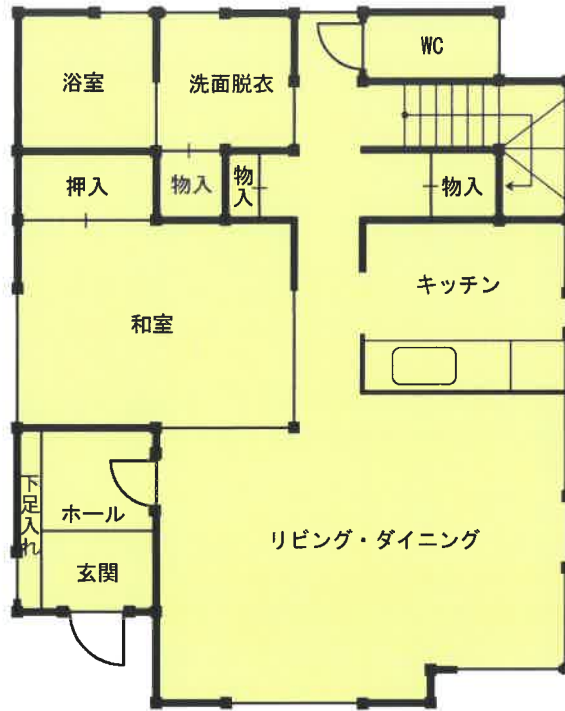 WC
浴室
洗面脱衣
押入
物入
物入
物入
キッチン
和室
下足入れ
ホール
リビング・ダイニング
玄関